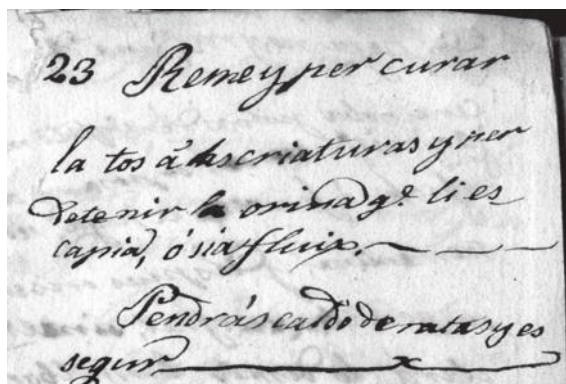 23 Remey per curar
la tos á las criaturas y per
detenir la orina q.e li es
capia, ó sia fluix.
Pendrás caldo de ratas y es
segur